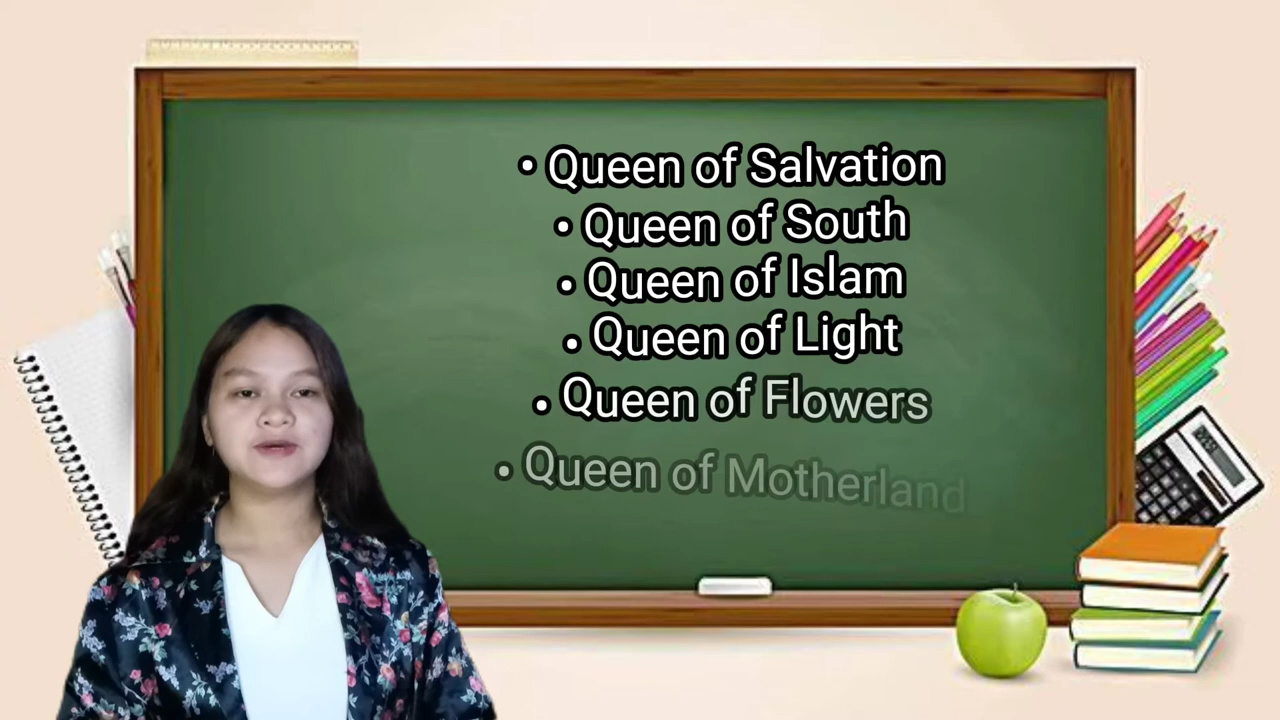 • Queen of Salvation
• Queen of South
• Queen of Islam
• Queen of Light
• Queen of Flowers
• Queen of Motherland